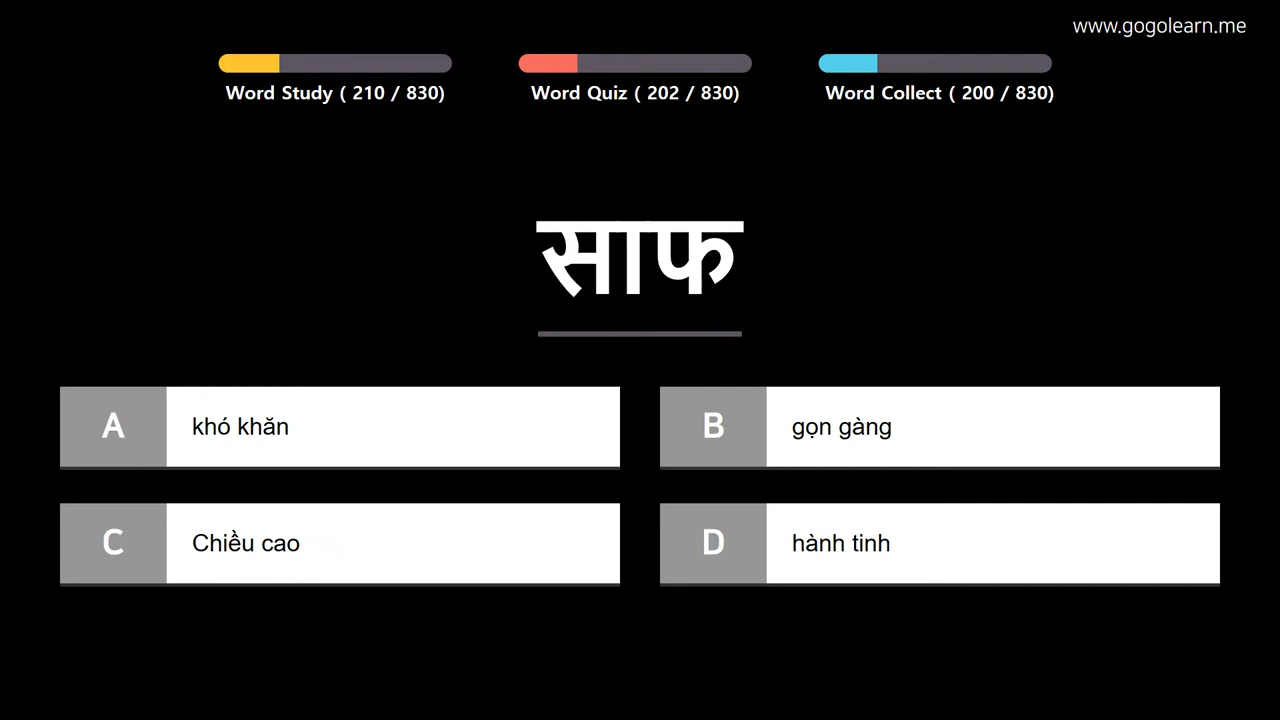 www.gogolearn.me
Word Study ( 210 / 830)
Word Quiz ( 202 / 830)
Word Collect ( 200 / 830)
साफ
A
khó khăn
B
gọn gàng
C
Chiều cao
D
hành tinh